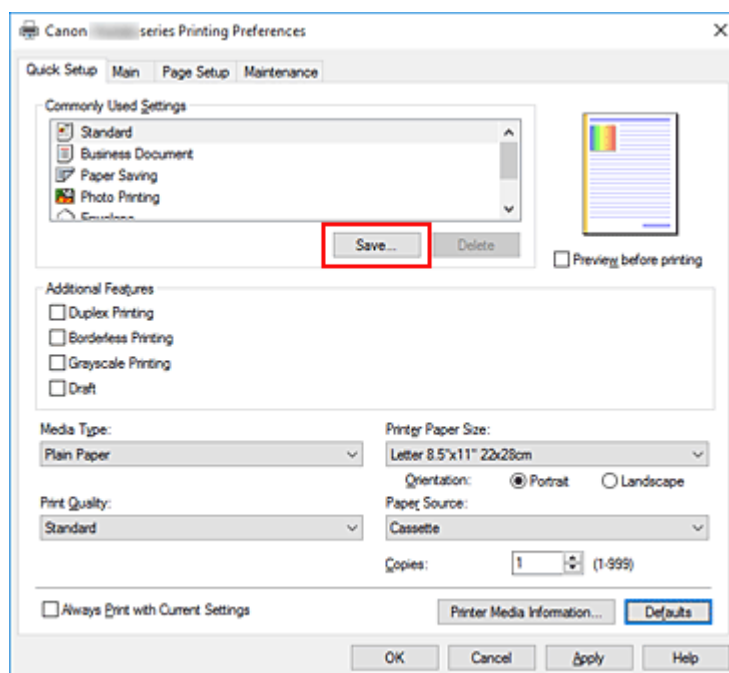 Canon series Printing Preferences
Quick Setup Main Page Setup Maintenance
Commonly Used Settings
Standard
Business Document
Paper Saving
Photo Printing
Envelope
Save... Delete
Preview before printing
Additional Features
Duplex Printing
Borderless Printing
Grayscale Printing
Draft
Media Type:
Plain Paper
Printer Paper Size:
Letter 8.5"x11" 22x28cm
Orientation: Portrait Landscape
Print Quality:
Standard
Paper Source:
Cassette
Copies: 1 (1-999)
Always Print with Current Settings
Printer Media Information... Defaults
OK Cancel Apply Help